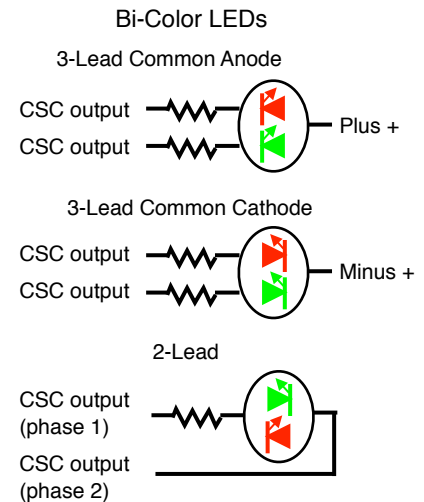 Bi-Color LEDs
3-Lead Common Anode
CSC output
CSC output
Plus +
3-Lead Common Cathode
CSC output
CSC output
Minus +
2-Lead
CSC output
(phase 1)
CSC output
(phase 2)